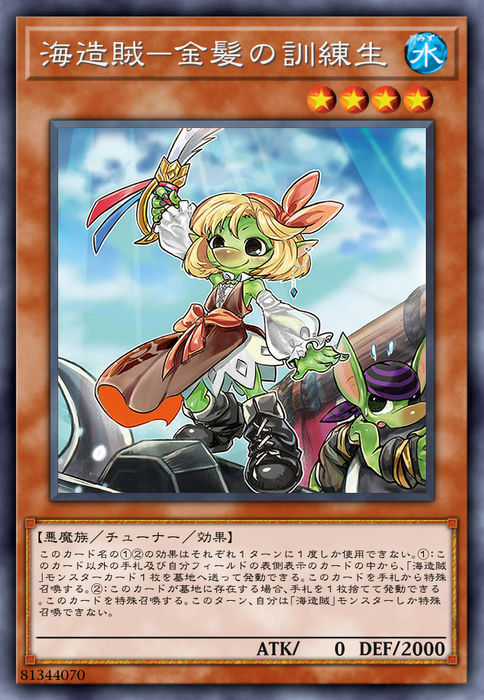 海造賊-金髪の訓練生
みず
水
【悪魔族/チューナー/効果】
このカード名の①②の効果はそれぞれ1ターンに1度しか使用できない。①:こ
のカード以外の手札及び自分フィールドの表側表示のカードの中から、「海造賊
」モンスターカード1枚を墓地へ送って発動できる。このカードを手札から特殊
召喚する。②:このカードが墓地に存在する場合、手札を1枚捨てて発動できる
。このカードを特殊召喚する。このターン、自分は「海造賊」モンスターしか特殊
召喚できない。
ATK/ 0 DEF/2000
81344070